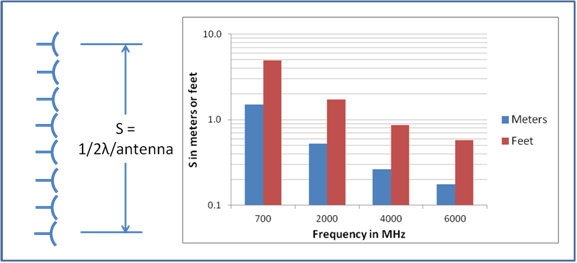 S =
1/2λ/antenna
S in meters or feet
10.0
1.0
0.1
700
2000
4000
6000
Frequency in MHz
Meters
Feet